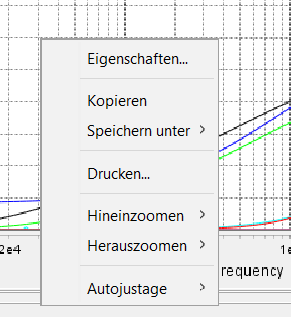 Eigenschaften...
Kopieren
Speichern unter
Drucken...
Hineinzoomen
Herauszoomen
Autojustage
2e4
1e
requency